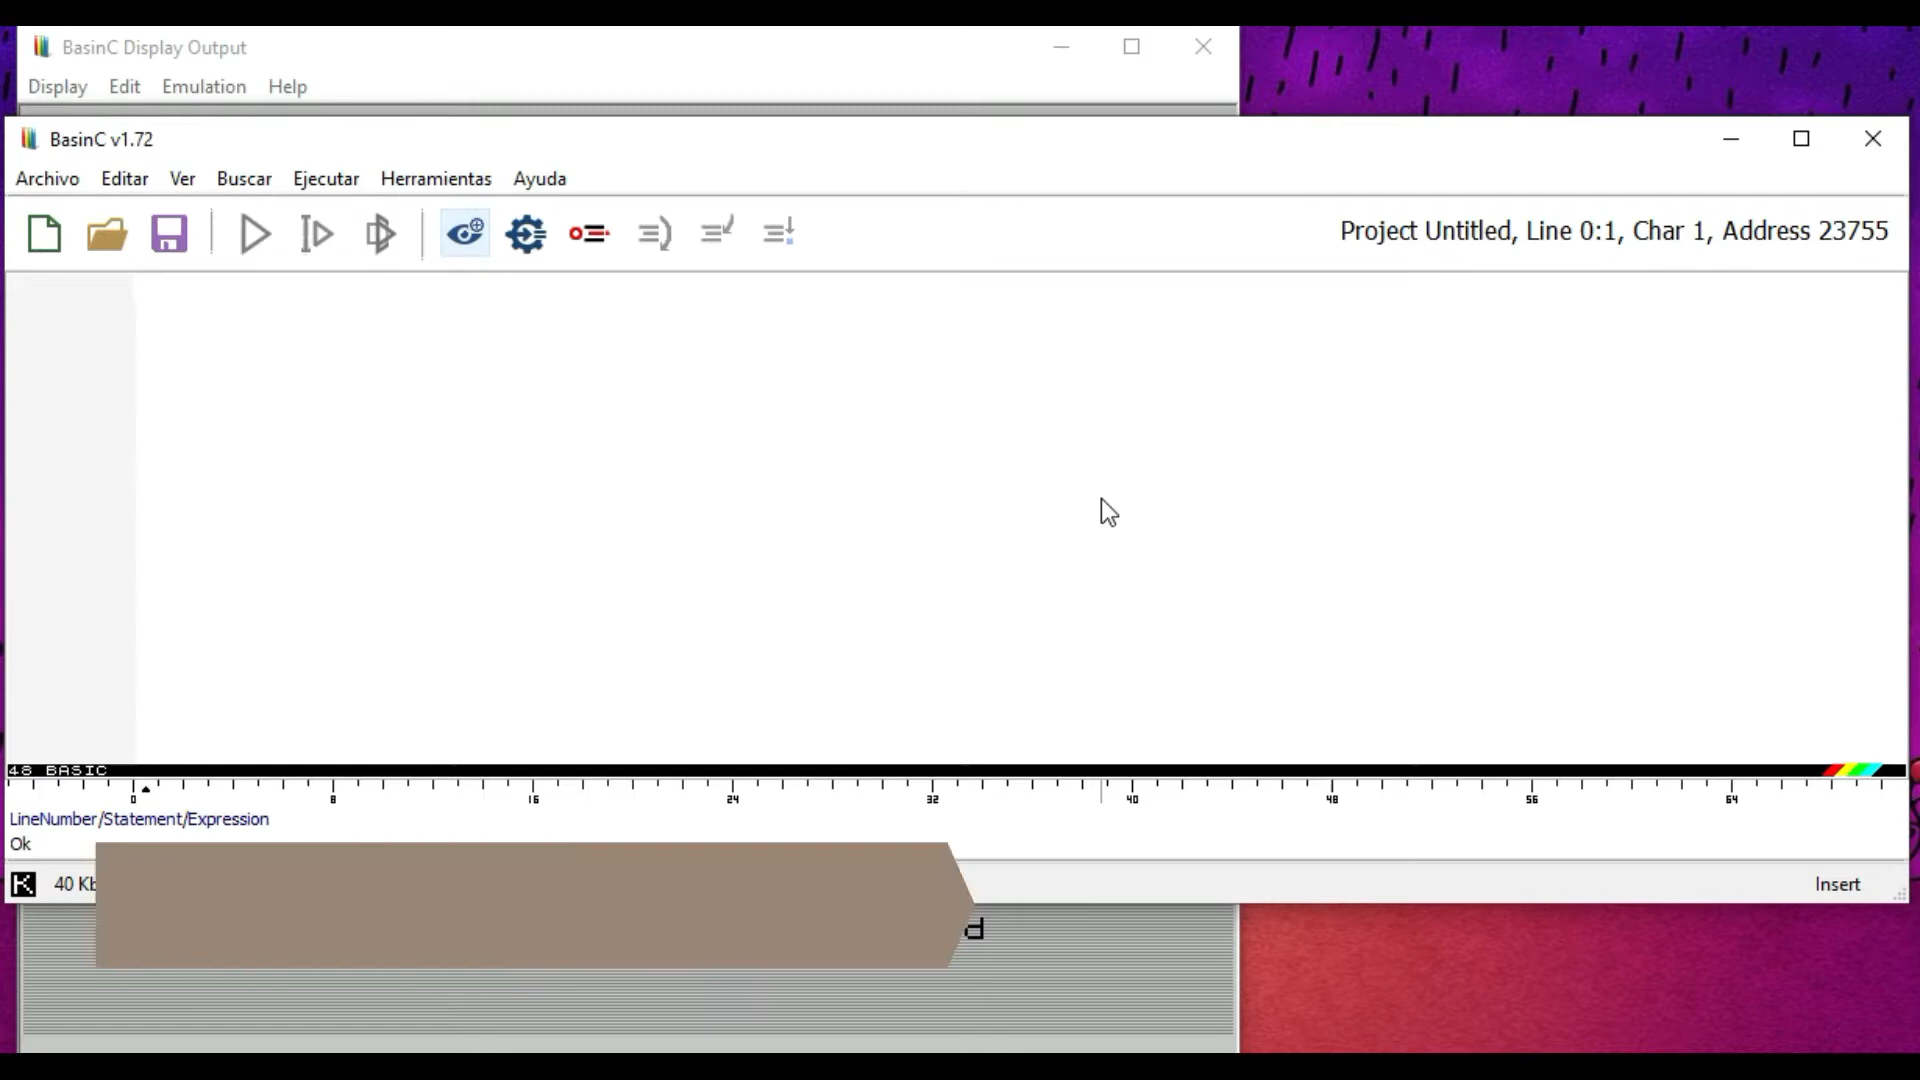 BasinC Display Output
Display Edit Emulation Help
BasinC v1.72
Archivo Editar Ver Buscar Ejecutar Herramientas Ayuda
Project Untitled, Line 0:1, Char 1, Address 23755
48 BASIC
0 8 16 24 32 40 48 56 64
LineNumber/Statement/Expression
Ok
K 40 Kb
Insert
d